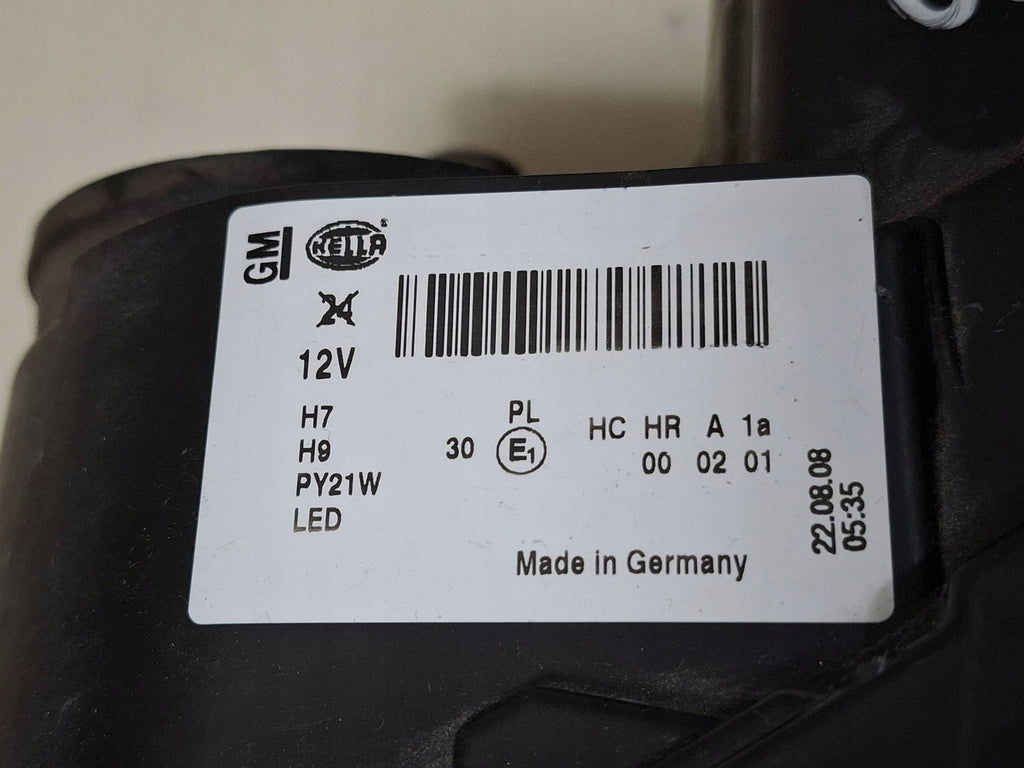 GM
HELLA
24
12V
H7
H9
PY21W
LED
PL
30 E1
HC HR A 1a
00 02 01
Made in Germany
22.08.08
05:35